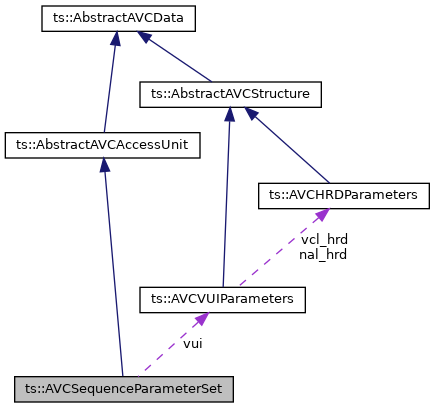 ts::AbstractAVCData
ts::AbstractAVCStructure
ts::AbstractAVCAccessUnit
ts::AVCHRDParameters
vcl_hrd
nal_hrd
ts::AVCVUIParameters
vui
ts::AVCSequenceParameterSet